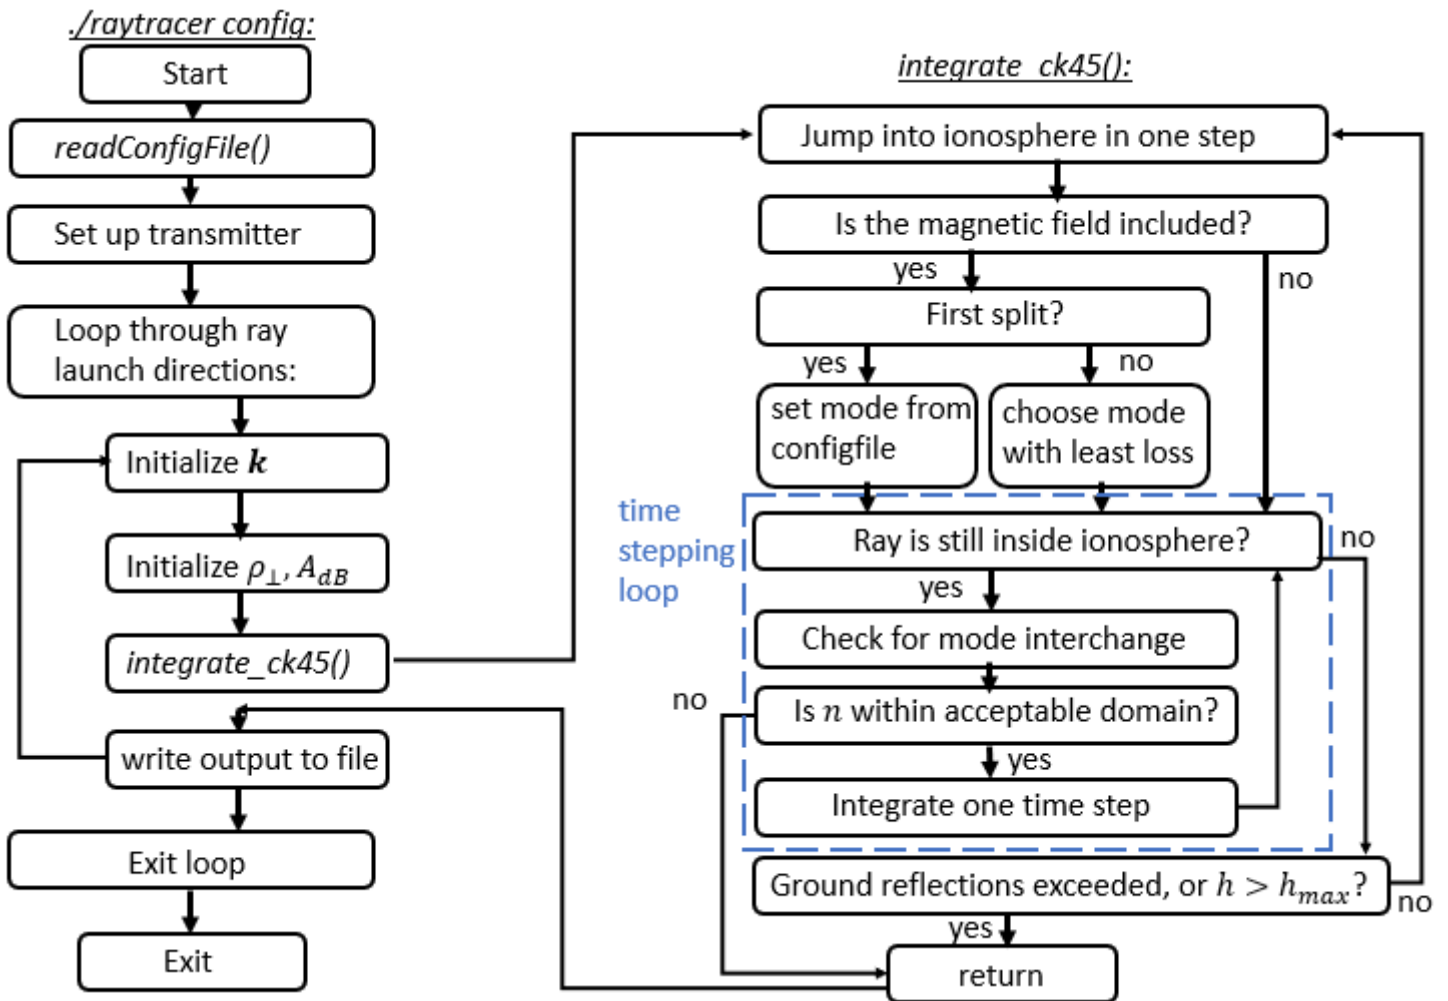 ./raytracer config:
Start
readConfigFile()
Set up transmitter
Loop through ray
launch directions:
Initialize k
Initialize ρ⊥, A_dB
integrate_ck45()
write output to file
Exit loop
Exit
integrate ck45():
Jump into ionosphere in one step
Is the magnetic field included?
yes
no
First split?
yes
no
set mode from
configfile
choose mode
with least loss
time
stepping
loop
Ray is still inside ionosphere?
no
yes
Check for mode interchange
no
Is n within acceptable domain?
yes
Integrate one time step
Ground reflections exceeded, or h > h_max?
no
yes
return